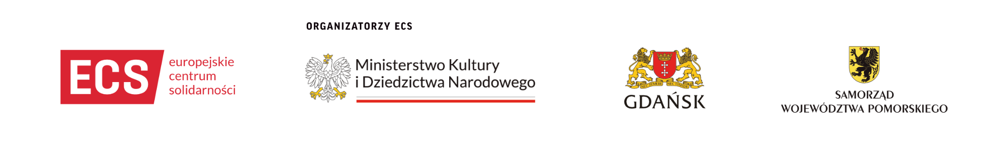 ORGANIZATORZY ECS
ECS
europejskie
centrum
solidarności
Ministerstwo Kultury
i Dziedzictwa Narodowego
NEC TEMERE NEC TIMIDE
GDAŃSK
SAMORZĄD
WOJEWÓDZTWA POMORSKIEGO